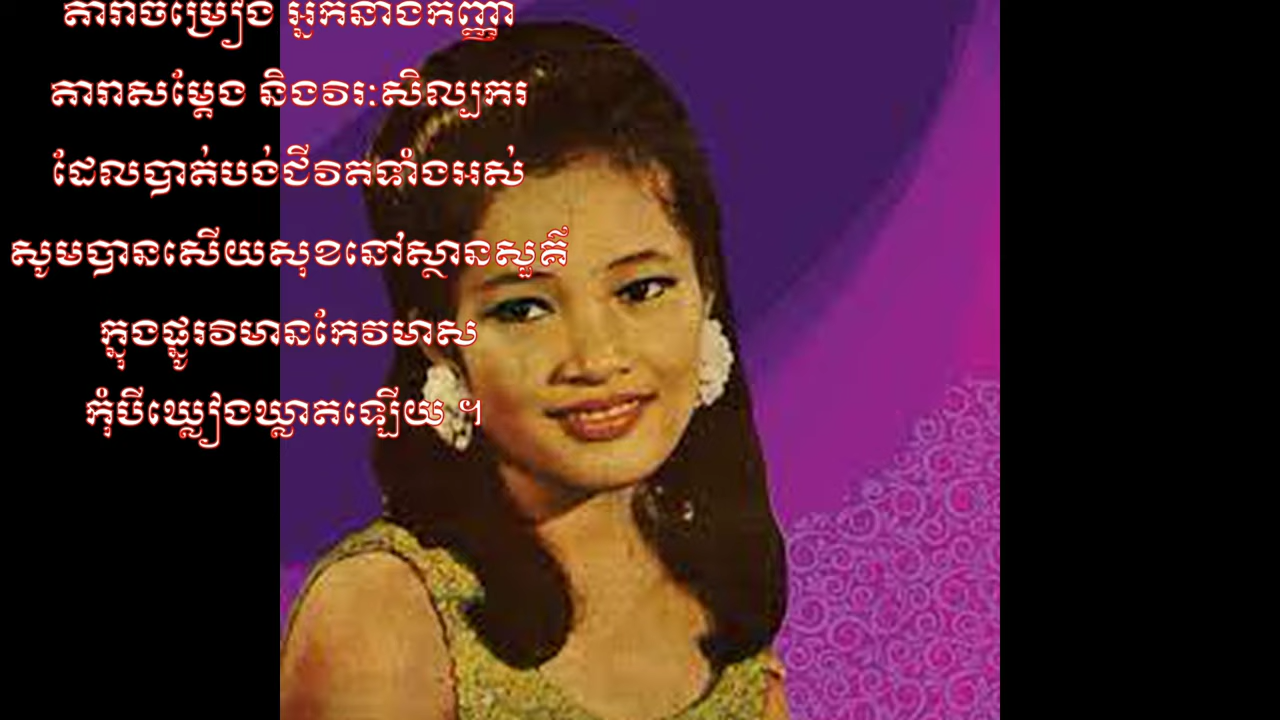 តារាចម្រៀង អ្នកនាងកញ្ញា
តារាសម្តែង និងវិរៈសិល្បករ
ដែលបាត់បង់ជីវិតទាំងអស់
សូមបានសើយសុខនៅស្ថានសួគ៌
ក្នុងផ្នូរវិមានកែវមាស
កុំបីឃ្លៀងឃ្លាតឡើយ ។